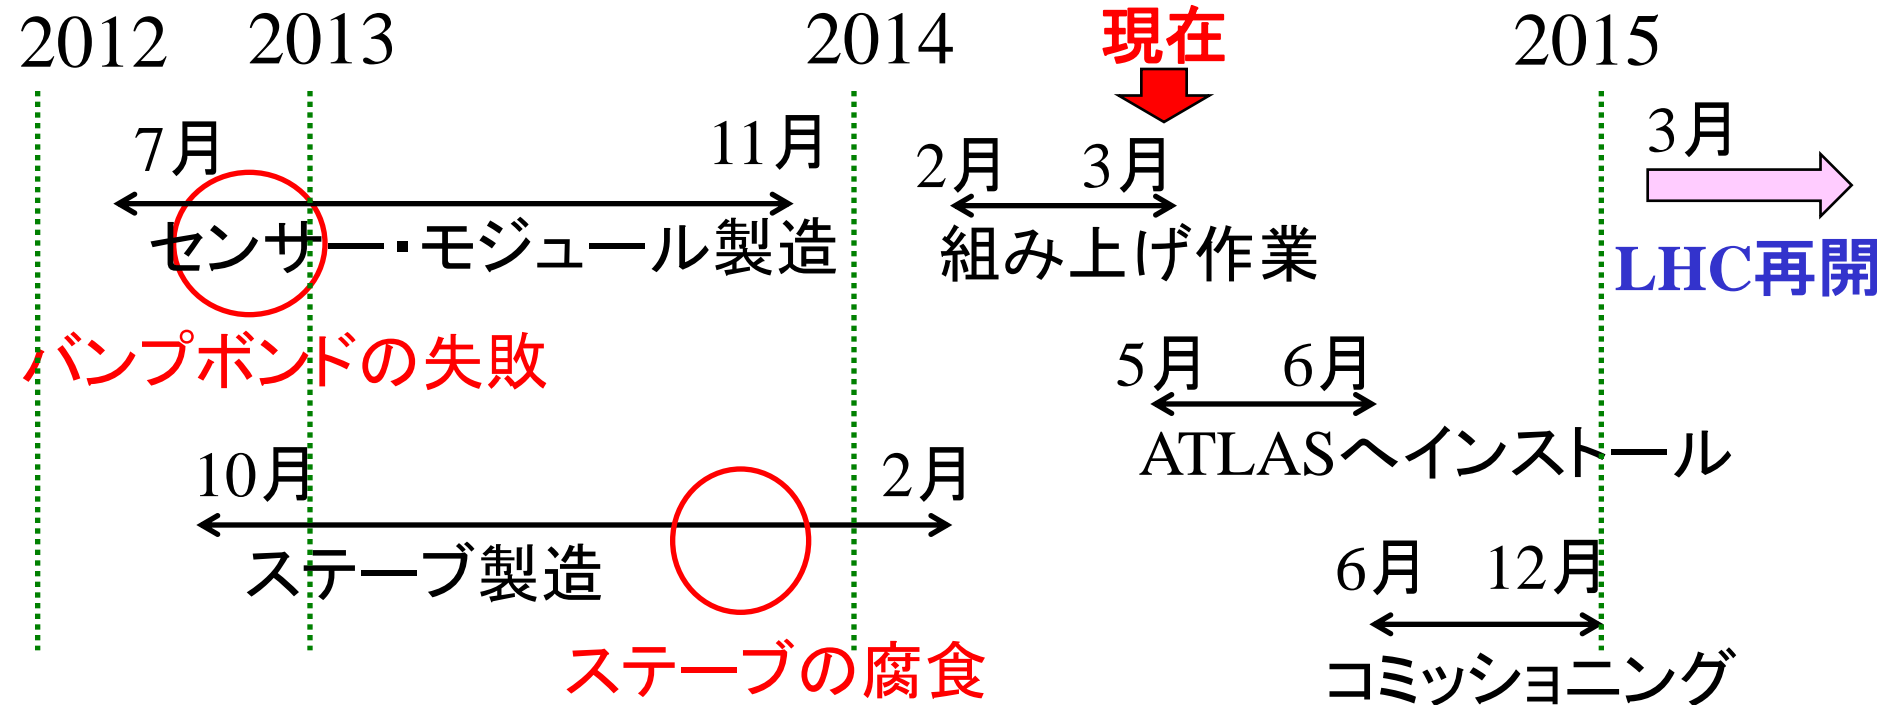 2012 2013 2014 現在 2015
7月 11月 2月 3月 3月
センサー・モジュール製造 組み上げ作業 LHC再開
バンプボンドの失敗 5月 6月
ATLASへインストール
10月 2月
ステーブ製造 6月 12月
ステーブの腐食 コミッショニング